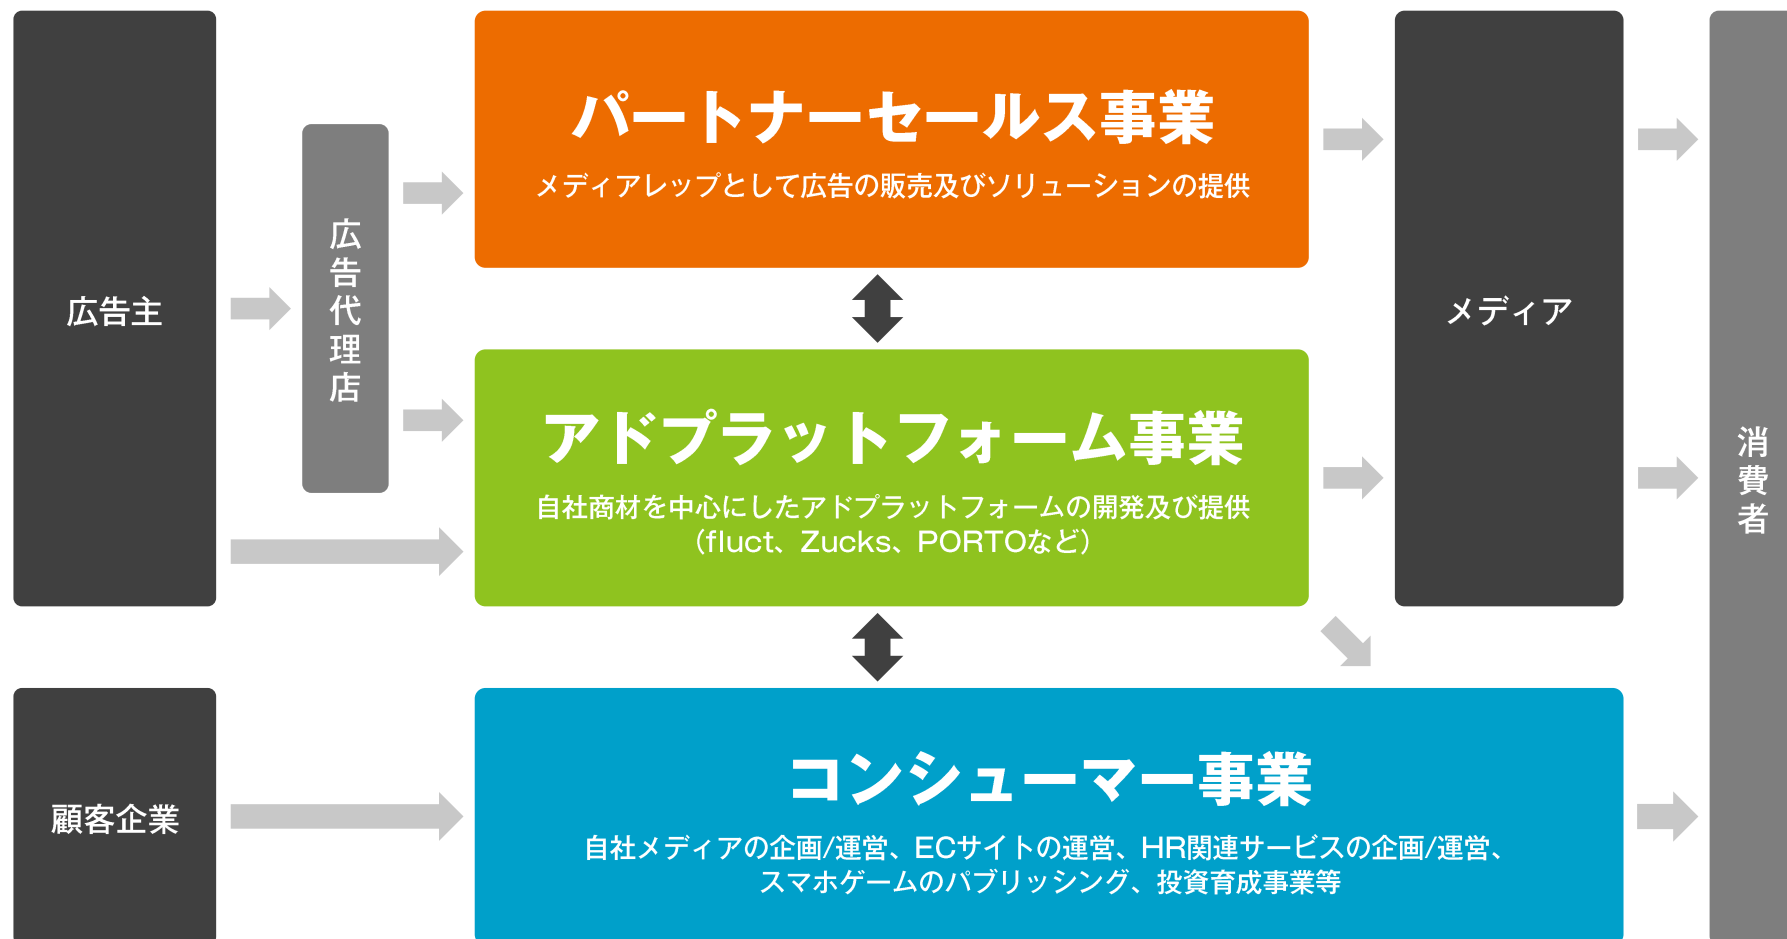 広告主
広告代理店
パートナーセールス事業
メディアレップとして広告の販売及びソリューションの提供
アドプラットフォーム事業
自社商材を中心にしたアドプラットフォームの開発及び提供
（fluct、Zucks、PORTOなど）
メディア
消費者
顧客企業
コンシューマー事業
自社メディアの企画/運営、ECサイトの運営、HR関連サービスの企画/運営、
スマホゲームのパブリッシング、投資育成事業等